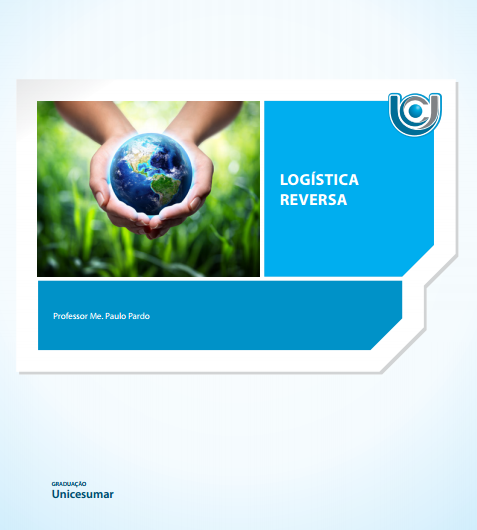 LOGÍSTICA
REVERSA
Professor Me. Paulo Pardo
GRADUAÇÃO
Unicesumar